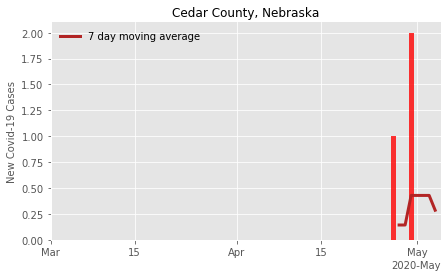 Cedar County, Nebraska
7 day moving average
New Covid-19 Cases
2.00
1.75
1.50
1.25
1.00
0.75
0.50
0.25
0.00
Mar
15
Apr
15
May
2020-May